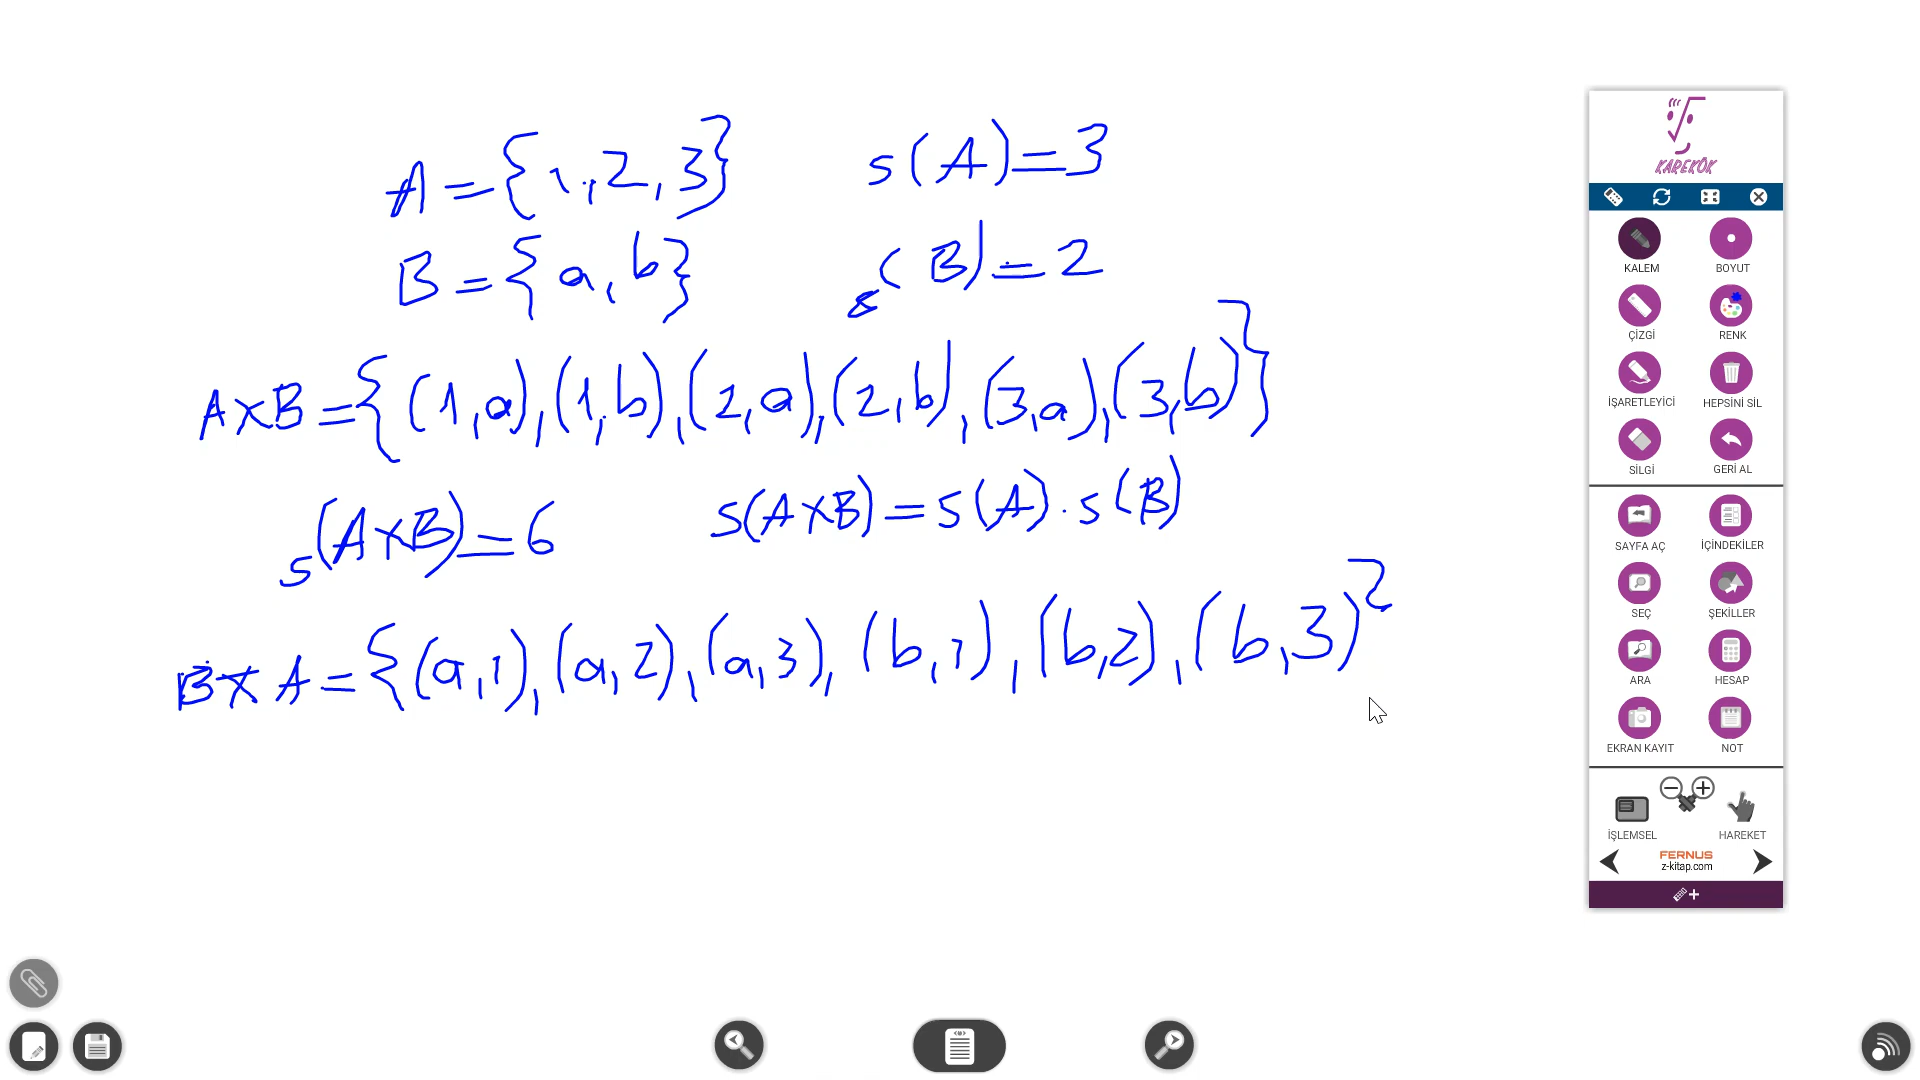 A = {1, 2, 3} s(A) = 3
B = {a, b} s(B) = 2
A×B = {(1,a), (1,b), (2,a), (2,b), (3,a), (3,b)}
s(A×B) = 6 s(A×B) = s(A) . s(B)
B×A = {(a,1), (a,2), (a,3), (b,1), (b,2), (b,3)}
KAREKÖK
KALEM BOYUT
ÇİZGİ RENK
İŞARETLEYİCİ HEPSİNİ SİL
SİLGİ GERİ AL
SAYFA AÇ İÇİNDEKİLER
SEÇ ŞEKİLLER
ARA HESAP
EKRAN KAYIT NOT
İŞLEMSEL HAREKET
FERNUS
z-kitap.com